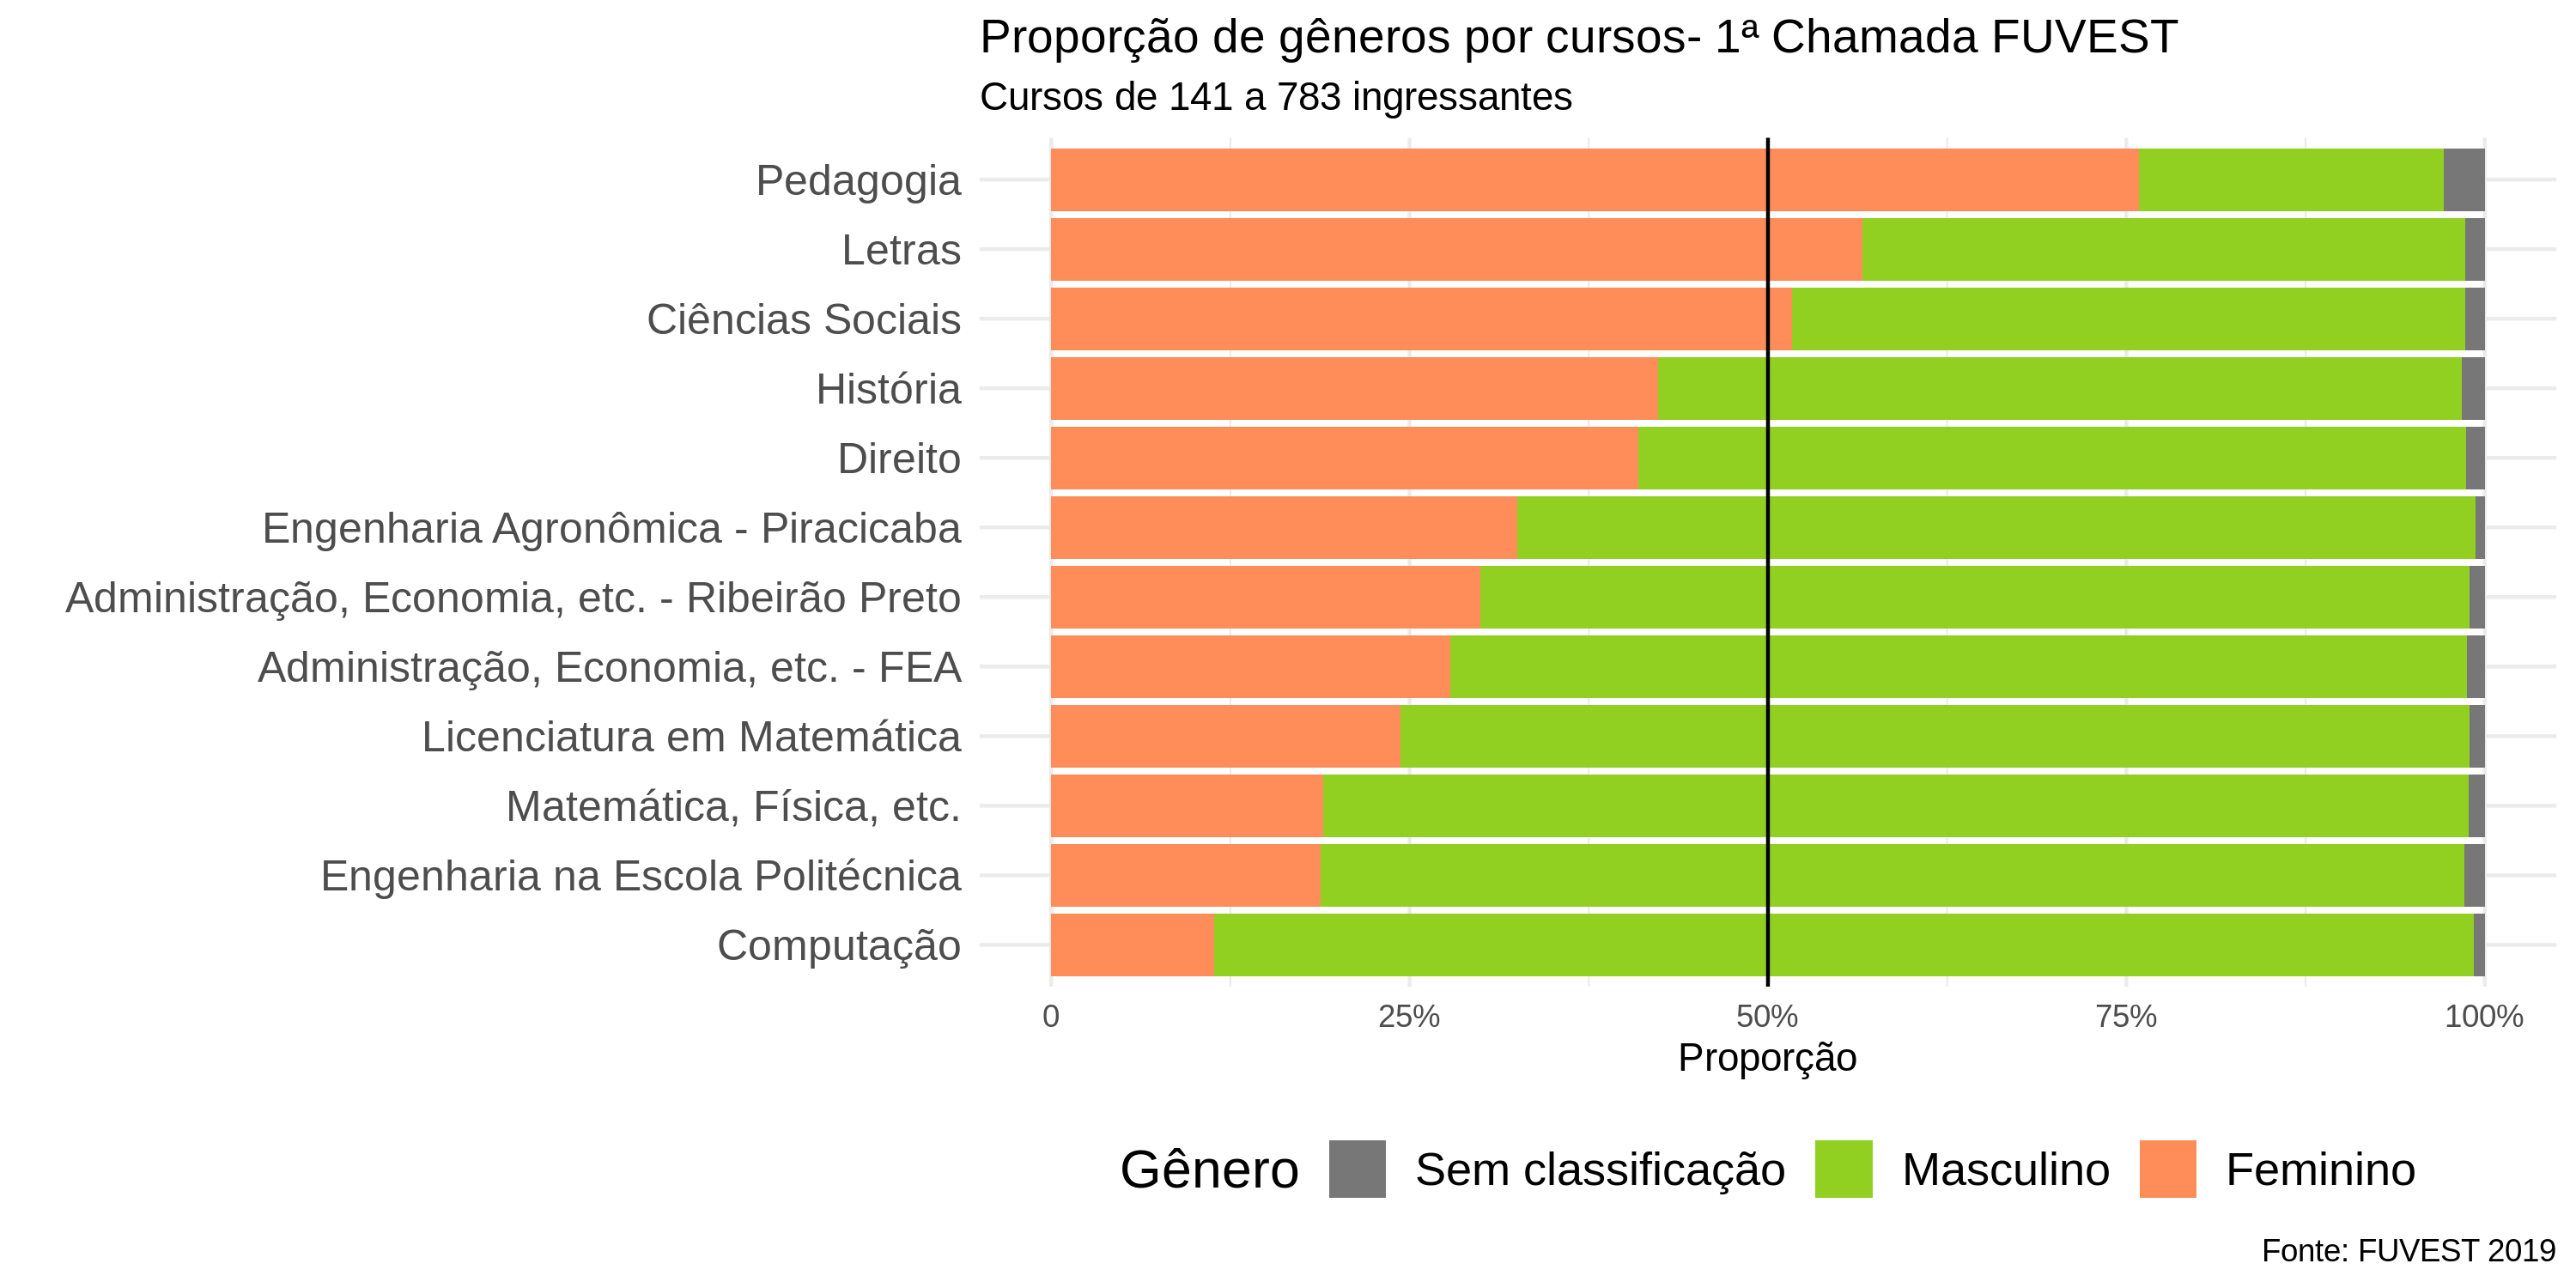 Proporção de gêneros por cursos- 1ª Chamada FUVEST
Cursos de 141 a 783 ingressantes
Pedagogia
Letras
Ciências Sociais
História
Direito
Engenharia Agronômica - Piracicaba
Administração, Economia, etc. - Ribeirão Preto
Administração, Economia, etc. - FEA
Licenciatura em Matemática
Matemática, Física, etc.
Engenharia na Escola Politécnica
Computação
0 25% 50% 75% 100%
Proporção
Gênero Sem classificação Masculino Feminino
Fonte: FUVEST 2019